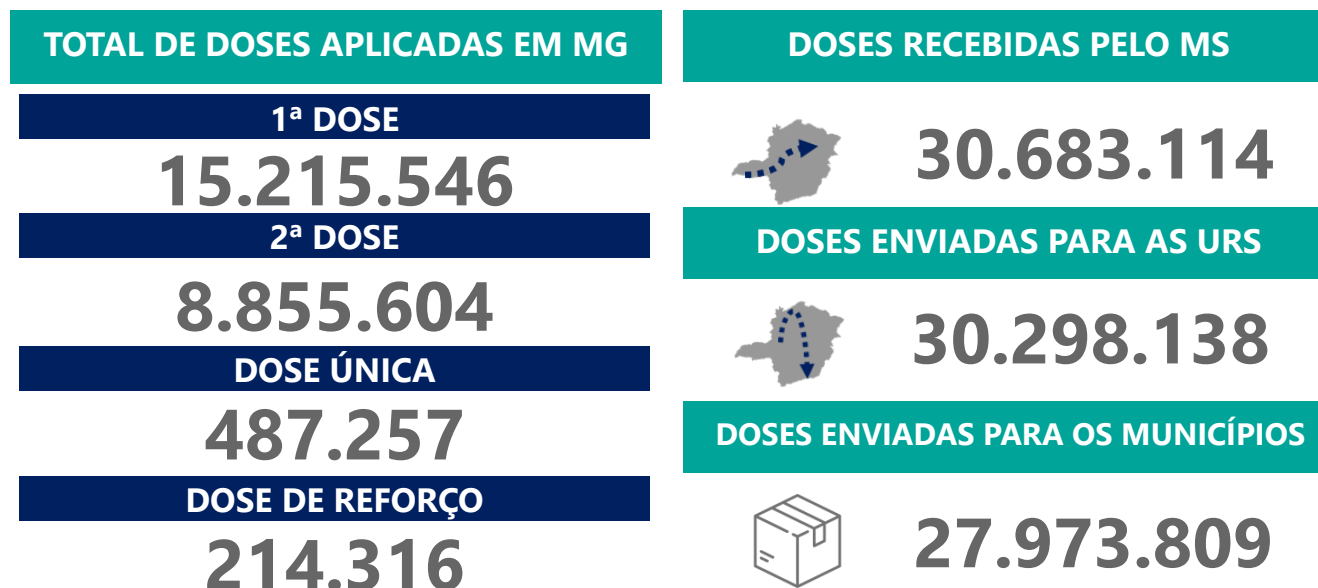 TOTAL DE DOSES APLICADAS EM MG
1ª DOSE
15.215.546
2ª DOSE
8.855.604
DOSE ÚNICA
487.257
DOSE DE REFORÇO
214.316
DOSES RECEBIDAS PELO MS
30.683.114
DOSES ENVIADAS PARA AS URS
30.298.138
DOSES ENVIADAS PARA OS MUNICÍPIOS
27.973.809